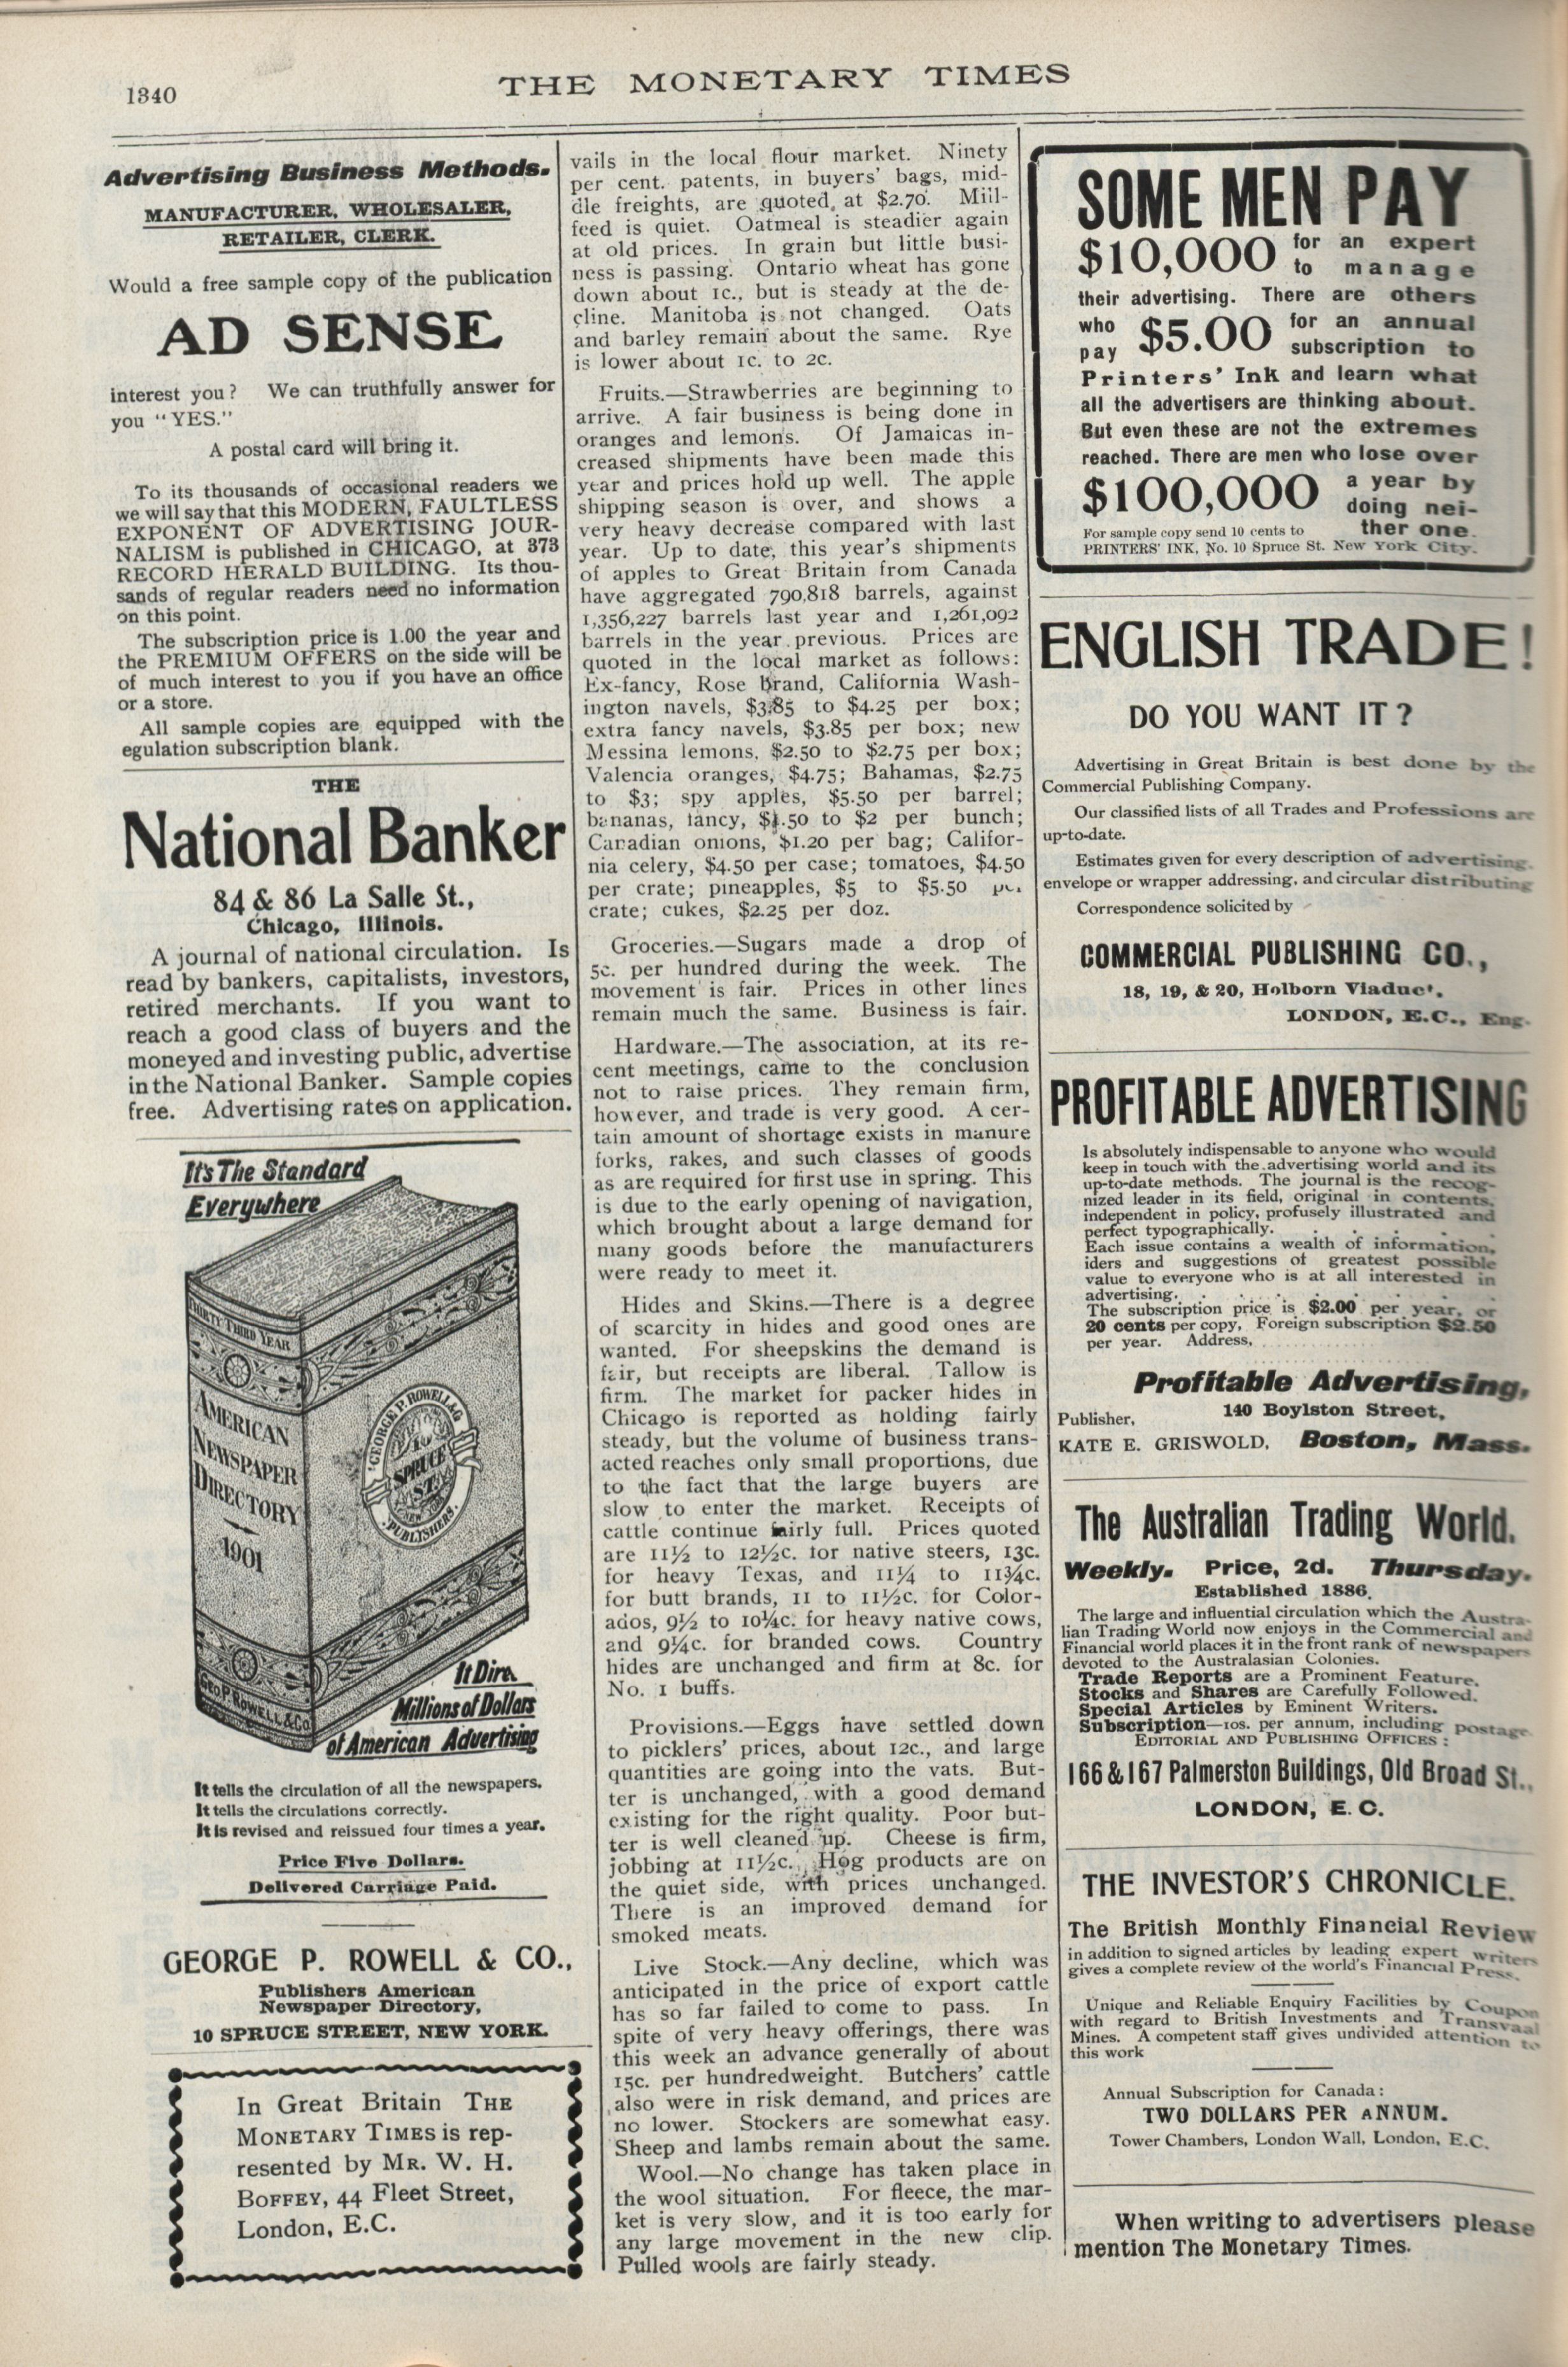 1340
THE MONETARY TIMES
Advertising Business Methods.
MANUFACTURER, WHOLESALER,
RETAILER, CLERK.
Would a free sample copy of the publication
AD SENSE
interest you? We can truthfully answer for
you "YES."
A postal card will bring it.
To its thousands of occasional readers we
we will say that this MODERN, FAULTLESS
EXPONENT OF ADVERTISING JOUR-
NALISM is published in CHICAGO, at 373
RECORD HERALD BUILDING. Its thou-
sands of regular readers need no information
on this point.
The subscription price is 1.00 the year and
the PREMIUM OFFERS on the side will be
of much interest to you if you have an office
or a store.
All sample copies are equipped with the
egulation subscription blank.
THE
National Banker
84 & 86 La Salle St.,
Chicago, Illinois.
A journal of national circulation. Is
read by bankers, capitalists, investors,
retired merchants. If you want to
reach a good class of buyers and the
moneyed and investing public, advertise
in the National Banker. Sample copies
free. Advertising rates on application.
It's The Standard
Everywhere
THIRTY THIRD YEAR
AMERICAN
NEWSPAPER
DIRECTORY
1901
GEO. P. ROWELL & CO.
GEORGE P. ROWELL & CO
10
SPRUCE
ST.
NEW YORK
PUBLISHERS.
It Dire
Millions of Dollars
of American Advertising
It tells the circulation of all the newspapers.
It tells the circulations correctly.
It is revised and reissued four times a year.
Price Five Dollars.
Delivered Carriage Paid.
GEORGE P. ROWELL & CO.,
Publishers American
Newspaper Directory,
10 SPRUCE STREET, NEW YORK.
In Great Britain THE
MONETARY TIMES is rep-
resented by MR. W. H.
BOFFEY, 44 Fleet Street,
London, E.C.
vails in the local flour market. Ninety
per cent. patents, in buyers' bags, mid-
dle freights, are quoted at $2.70. Mill-
feed is quiet. Oatmeal is steadier again
at old prices. In grain but little busi-
ness is passing. Ontario wheat has gone
down about 1c., but is steady at the de-
cline. Manitoba is not changed. Oats
and barley remain about the same. Rye
is lower about 1c. to 2c.
Fruits.—Strawberries are beginning to
arrive. A fair business is being done in
oranges and lemons. Of Jamaicas in-
creased shipments have been made this
year and prices hold up well. The apple
shipping season is over, and shows a
very heavy decrease compared with last
year. Up to date, this year's shipments
of apples to Great Britain from Canada
have aggregated 790,818 barrels, against
1,356,227 barrels last year and 1,261,092
barrels in the year previous. Prices are
quoted in the local market as follows:
Ex-fancy, Rose brand, California Wash-
ington navels, $3.85 to $4.25 per box;
extra fancy navels, $3.85 per box; new
Messina lemons, $2.50 to $2.75 per box;
Valencia oranges, $4.75; Bahamas, $2.75
to $3; spy apples, $5.50 per barrel;
bananas, fancy, $1.50 to $2 per bunch;
Canadian onions, $1.20 per bag; Califor-
nia celery, $4.50 per case; tomatoes, $4.50
per crate; pineapples, $5 to $5.50 per
crate; cukes, $2.25 per doz.
Groceries.—Sugars made a drop of
5c. per hundred during the week. The
movement is fair. Prices in other lines
remain much the same. Business is fair.
Hardware.—The association, at its re-
cent meetings, came to the conclusion
not to raise prices. They remain firm,
however, and trade is very good. A cer-
tain amount of shortage exists in manure
forks, rakes, and such classes of goods
as are required for first use in spring. This
is due to the early opening of navigation,
which brought about a large demand for
many goods before the manufacturers
were ready to meet it.
Hides and Skins.—There is a degree
of scarcity in hides and good ones are
wanted. For sheepskins the demand is
fair, but receipts are liberal. Tallow is
firm. The market for packer hides in
Chicago is reported as holding fairly
steady, but the volume of business trans-
acted reaches only small proportions, due
to the fact that the large buyers are
slow to enter the market. Receipts of
cattle continue fairly full. Prices quoted
are 11½ to 12½c. for native steers, 13c.
for heavy Texas, and 11¼ to 11¾c.
for butt brands, 11 to 11½c. for Color-
ados, 9½ to 10¼c. for heavy native cows,
and 9¼c. for branded cows. Country
hides are unchanged and firm at 8c. for
No. 1 buffs.
Provisions.—Eggs have settled down
to picklers' prices, about 12c., and large
quantities are going into the vats. But-
ter is unchanged, with a good demand
existing for the right quality. Poor but-
ter is well cleaned up. Cheese is firm,
jobbing at 11½c. Hog products are on
the quiet side, with prices unchanged.
There is an improved demand for
smoked meats.
Live Stock.—Any decline, which was
anticipated in the price of export cattle
has so far failed to come to pass. In
spite of very heavy offerings, there was
this week an advance generally of about
15c. per hundredweight. Butchers' cattle
also were in risk demand, and prices are
no lower. Stockers are somewhat easy.
Sheep and lambs remain about the same.
Wool.—No change has taken place in
the wool situation. For fleece, the mar-
ket is very slow, and it is too early for
any large movement in the new clip.
Pulled wools are fairly steady.
SOME MEN PAY
$10,000 for an expert
to manage
their advertising. There are others
who pay $5.00 for an annual
subscription to
Printers' Ink and learn what
all the advertisers are thinking about.
But even these are not the extremes
reached. There are men who lose over
$100,000 a year by
doing nei-
ther one.
For sample copy send 10 cents to
PRINTERS' INK, No. 10 Spruce St. New York City.
ENGLISH TRADE!
DO YOU WANT IT?
Advertising in Great Britain is best done by the
Commercial Publishing Company.
Our classified lists of all Trades and Professions are
up-to-date.
Estimates given for every description of advertising,
envelope or wrapper addressing, and circular distributing
Correspondence solicited by
COMMERCIAL PUBLISHING CO.,
18, 19, & 20, Holborn Viaduct,
LONDON, E.C., Eng.
PROFITABLE ADVERTISING
Is absolutely indispensable to anyone who would
keep in touch with the advertising world and its
up-to-date methods. The journal is the recog-
nized leader in its field, original in contents,
independent in policy, profusely illustrated and
perfect typographically.
Each issue contains a wealth of information,
iders and suggestions of greatest possible
value to everyone who is at all interested in
advertising.
The subscription price is $2.00 per year, or
20 cents per copy, Foreign subscription $2.50
per year. Address,
Profitable Advertising,
140 Boylston Street,
Publisher,
KATE E. GRISWOLD, Boston, Mass.
The Australian Trading World.
Weekly. Price, 2d. Thursday.
Established 1886.
The large and influential circulation which the Austra-
lian Trading World now enjoys in the Commercial and
Financial world places it in the front rank of newspapers
devoted to the Australasian Colonies.
Trade Reports are a Prominent Feature.
Stocks and Shares are Carefully Followed.
Special Articles by Eminent Writers.
Subscription—10s. per annum, including postage
EDITORIAL AND PUBLISHING OFFICES:
166 & 167 Palmerston Buildings, Old Broad St.,
LONDON, E. C.
THE INVESTOR'S CHRONICLE.
The British Monthly Financial Review
in addition to signed articles by leading expert writers
gives a complete review of the world's Financial Press.
Unique and Reliable Enquiry Facilities by Coupon
with regard to British Investments and Transvaal
Mines. A competent staff gives undivided attention to
this work
Annual Subscription for Canada:
TWO DOLLARS PER ANNUM.
Tower Chambers, London Wall, London, E.C.
When writing to advertisers please
mention The Monetary Times.